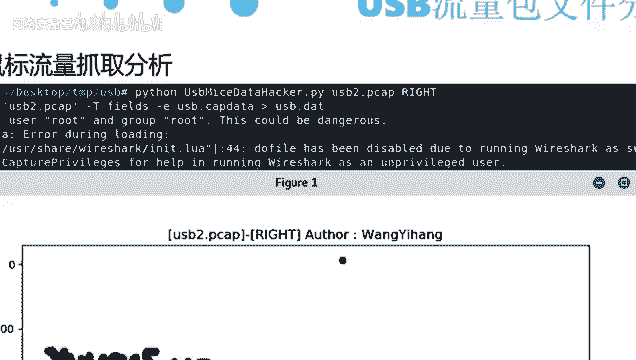 USB流量包文件分
鼠标流量抓取分析
~/Desktop/tmp/usb# python UsbMiceDataHacker.py usb2.pcap RIGHT
'usb2.pcap' -T fields -e usb.capdata > usb.dat
user "root" and group "root". This could be dangerous.
a: Error during loading:
/usr/share/wireshark/init.lua"]:44: dofile has been disabled due to running Wireshark as su
CapturePrivileges for help in running Wireshark as an unprivileged user.
Figure 1
[usb2.pcap]-[RIGHT] Author : WangYihang
0
00